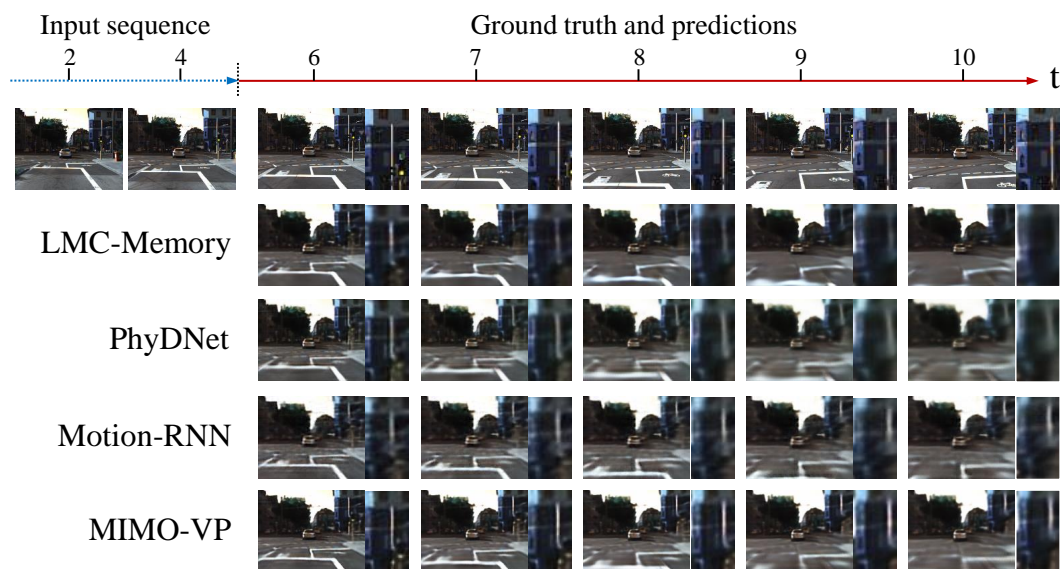 Input sequence
Ground truth and predictions
2 4 6 7 8 9 10
t
LMC-Memory
PhyDNet
Motion-RNN
MIMO-VP